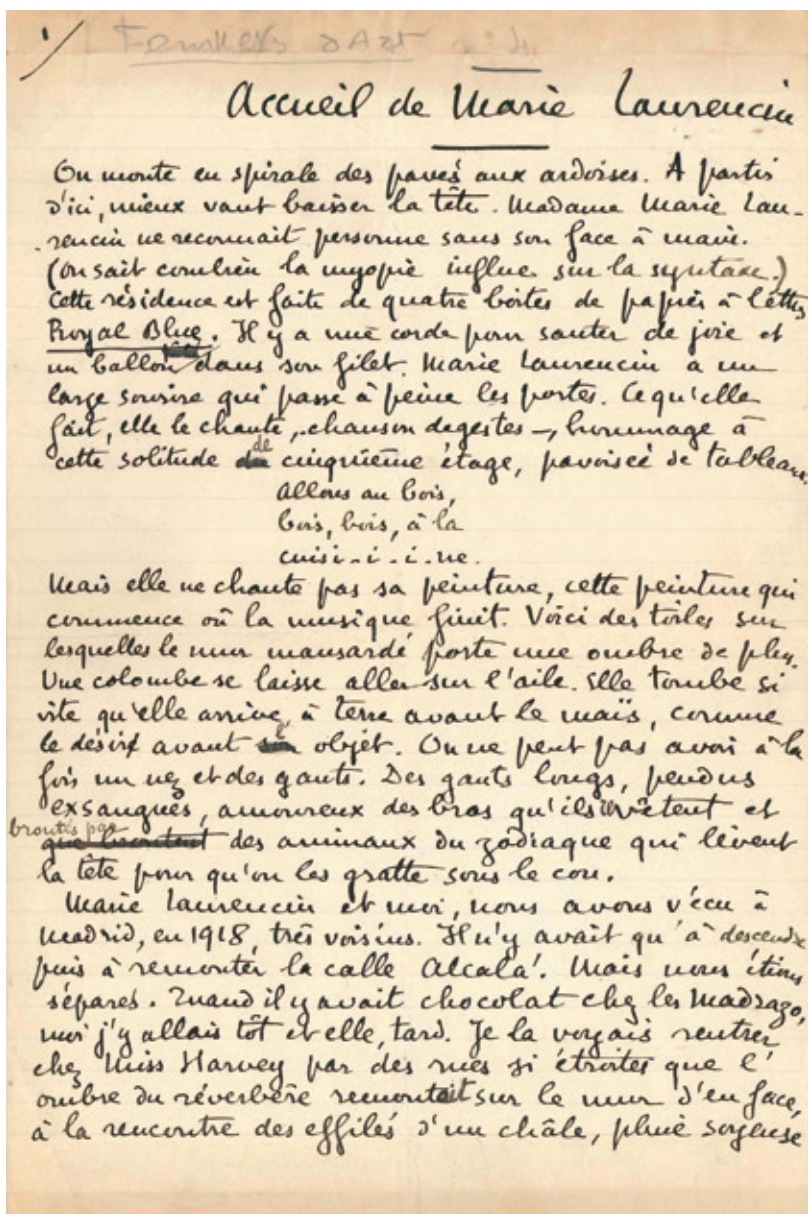 1/ Feuillets d'Art n: 4
Accueil de Marie Laurencin
On monte en spirale des pavés aux ardoises. A partir
d'ici, mieux vaut baisser la tête. Madame Marie Lau-
rencin ne reconnait personne sans son face à main.
(on sait combien la myopie influe sur la syntaxe.)
Cette résidence est faite de quatre boîtes de papier à lettres
Royal Blue. Il y a une corde pour sauter de joie et
un ballon dans son filet. Marie Laurencin a un
large sourire qui passe à peine les portes. Ce qu'elle
fait, elle le chante, - chanson de gestes -, hommage à
cette solitude de cinquième étage, pavoisée de tableaux.
Allons au bois,
bois, bois, à la
cuisi-i-i-ne.
Mais elle ne chante pas sa peinture, cette peinture qui
commence où la musique finit. Voici des toiles sur
lesquelles le mur mansardé porte une ombre de plus.
Une colombe se laisse aller sur l'aile. Elle tombe si
vite qu'elle arrive à terre avant le maïs, comme
le désir avant l'objet. On ne peut pas avoir à la
fois un nez et des gants. Des gants longs, pendus
exsangues, amoureux des bras qu'ils vêtent et
broutés par des animaux du zodiaque qui lèvent
la tête pour qu'on les gratte sous le cou.
Marie Laurencin et moi, nous avons vécu à
Madrid, en 1918, très voisins. Il n'y avait qu'à descendre
puis à remonter la calle Alcalá. Mais nous étions
séparés. Quand il y avait chocolat chez les Madrazo,
moi j'y allais tôt et elle, tard. Je la voyais rentrer
chez Miss Harvey par des rues si étroites que l'
ombre du réverbère remontait sur le mur d'en face,
à la rencontre des effilés d'un châle, pluie soyeuse